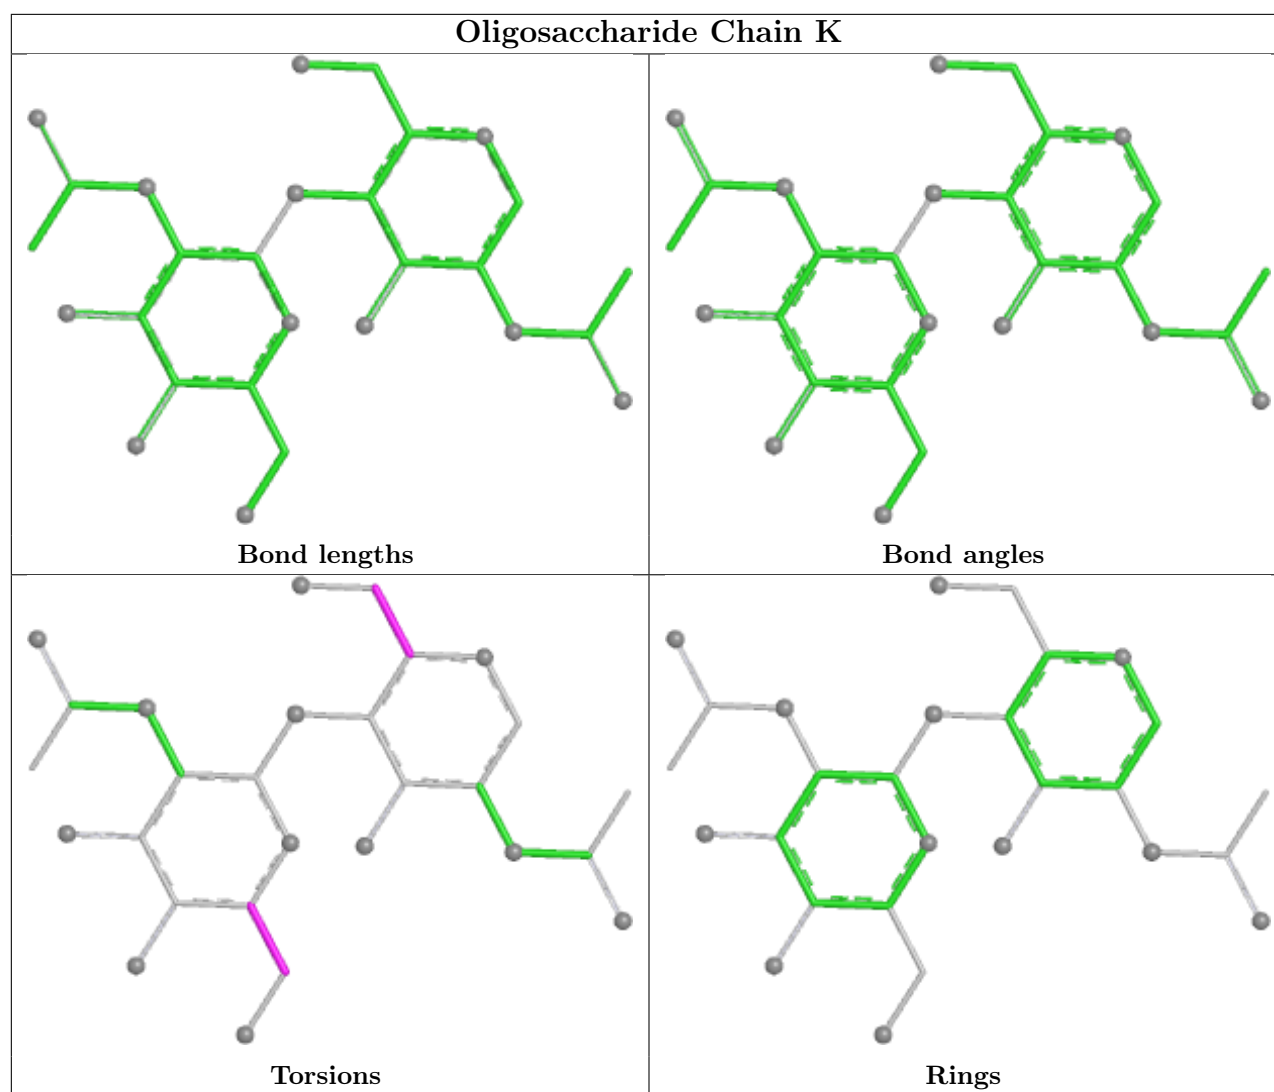 Oligosaccharide Chain K
Bond lengths
Bond angles
Torsions
Rings